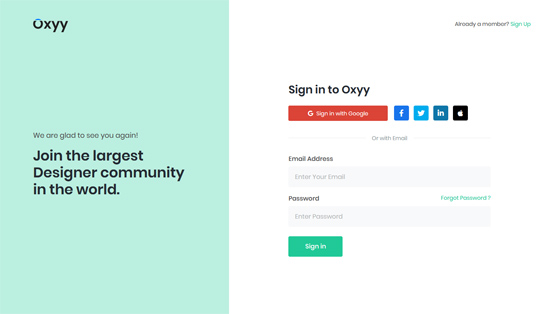 Oxyy
We are glad to see you again!
Join the largest
Designer community
in the world.
Already a member? Sign Up
Sign in to Oxyy
G Sign in with Google
Or with Email
Email Address
Enter Your Email
Password
Forgot Password ?
Enter Password
Sign in